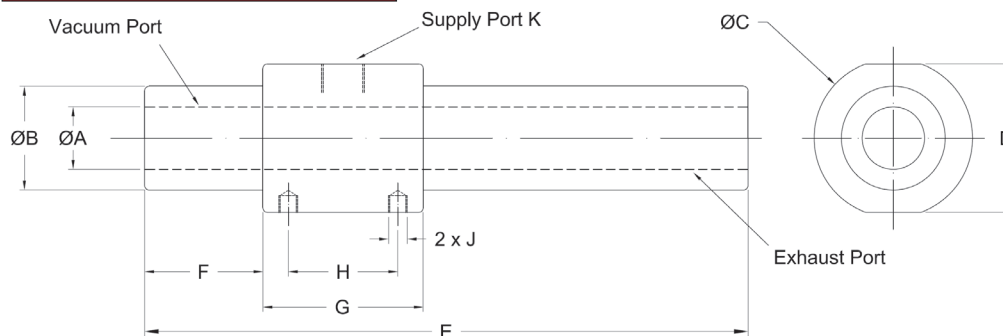 Vacuum Port
Supply Port K
ØC
ØB
ØA
2 x J
Exhaust Port
F
H
G